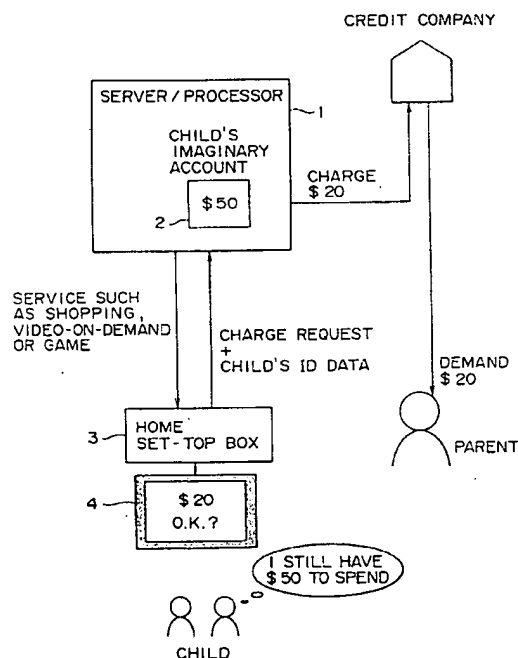 CREDIT COMPANY
SERVER/PROCESSOR
1
CHILD'S
IMAGINARY
ACCOUNT
2
$50
CHARGE
$20
SERVICE SUCH
AS SHOPPING,
VIDEO-ON-DEMAND
OR GAME
CHARGE REQUEST
+
CHILD'S ID DATA
DEMAND
$20
3
HOME
SET-TOP BOX
PARENT
4
$20
O.K.?
I STILL HAVE
$50 TO SPEND
CHILD